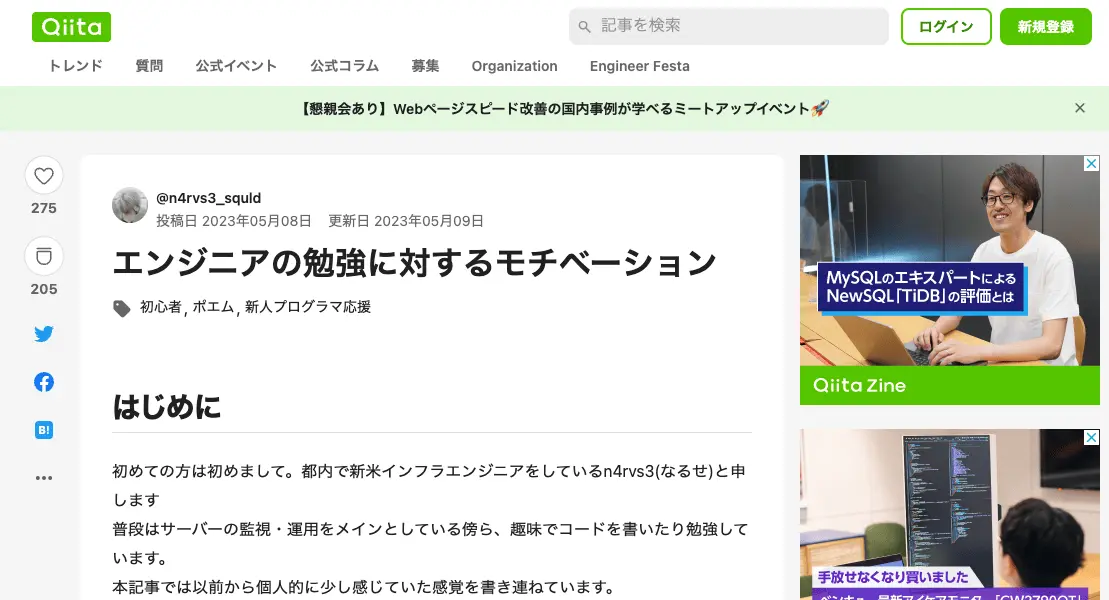 Qiita
記事を検索
ログイン
新規登録
トレンド
質問
公式イベント
公式コラム
募集
Organization
Engineer Festa
【懇親会あり】Webページスピード改善の国内事例が学べるミートアップイベント🚀
275
205
B!
@n4rvs3_squld
投稿日 2023年05月08日 更新日 2023年05月09日
エンジニアの勉強に対するモチベーション
初心者, ポエム, 新人プログラマ応援
はじめに
初めての方は初めまして。都内で新米インフラエンジニアをしているn4rvs3(なるせ)と申
します
普段はサーバーの監視・運用をメインとしている傍ら、趣味でコードを書いたり勉強して
います。
本記事では以前から個人的に少し感じていた感覚を書き連ねています。
MySQLのエキスパートによる
NewSQL「TiDB」の評価とは
Qiita Zine
手放せなくなり買いました